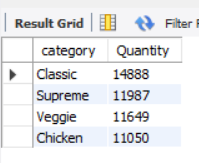 Result Grid Filter
category Quantity
Classic 14888
Supreme 11987
Veggie 11649
Chicken 11050